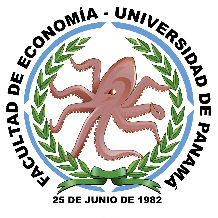 FACULTAD DE ECONOMÍA - UNIVERSIDAD DE PANAMÁ
25 DE JUNIO DE 1982